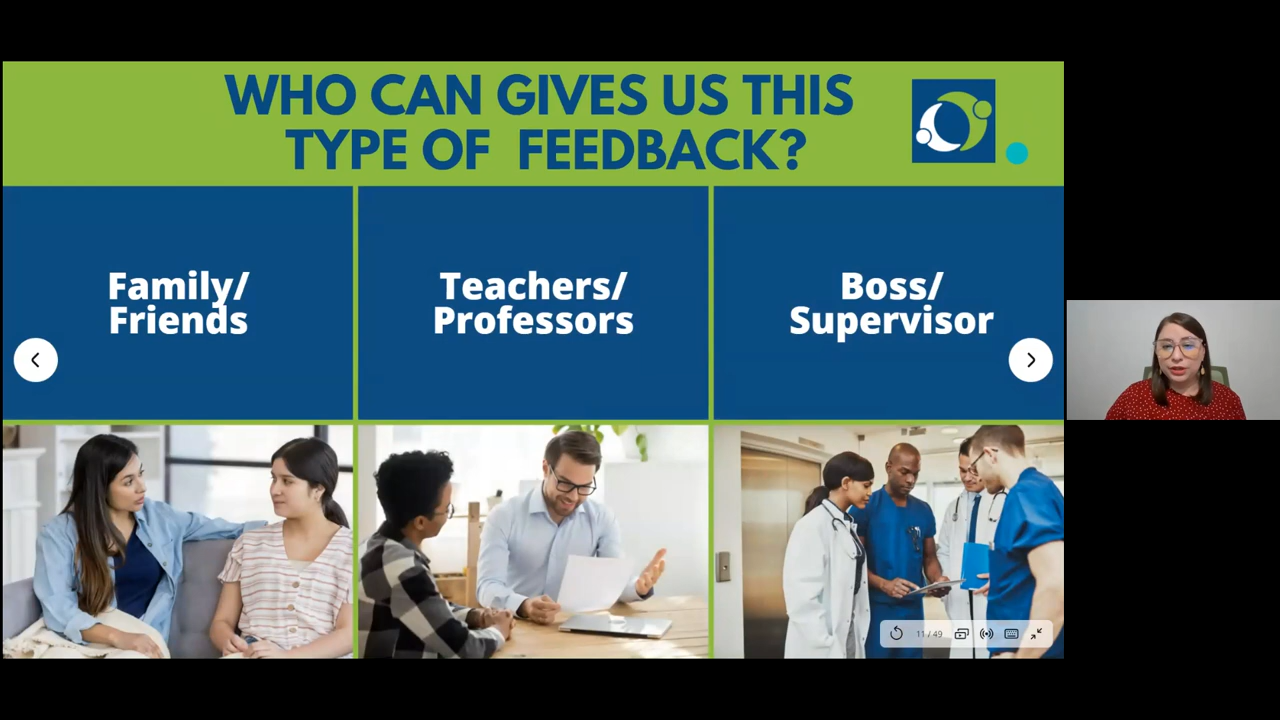 WHO CAN GIVES US THIS
TYPE OF FEEDBACK?
Family/
Friends
Teachers/
Professors
Boss/
Supervisor
11 / 49